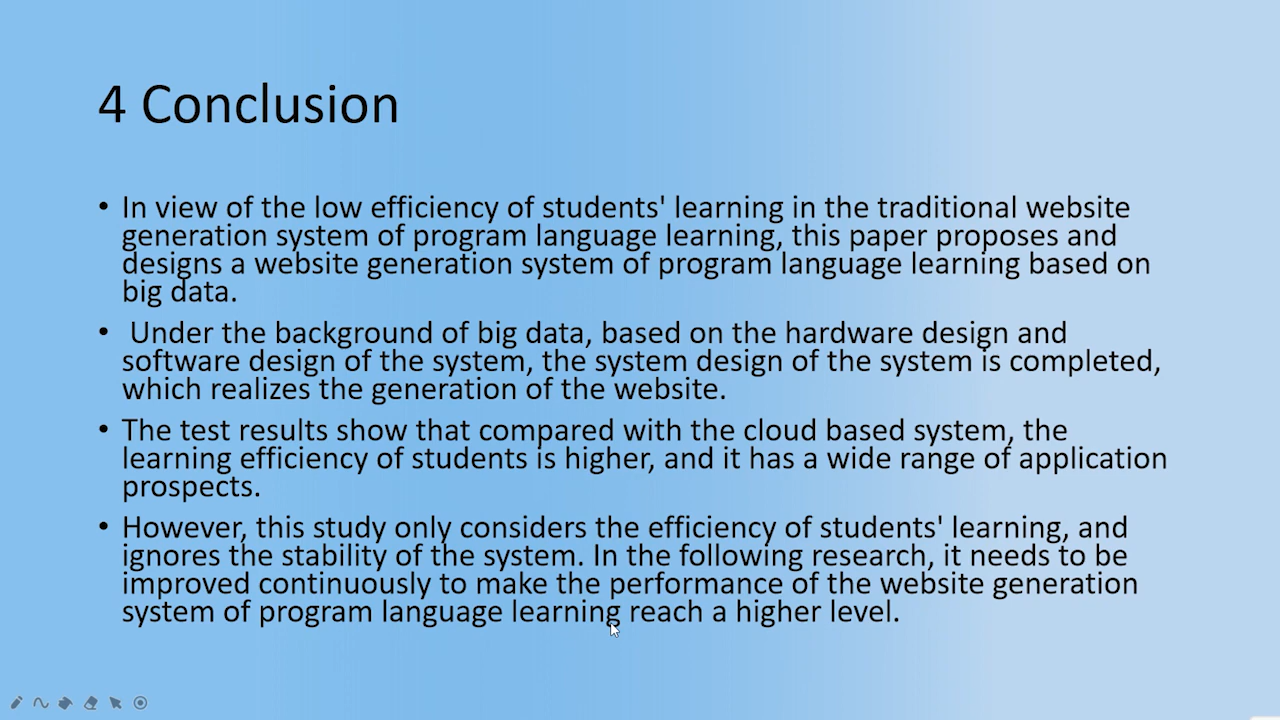 4 Conclusion
• In view of the low efficiency of students' learning in the traditional website
generation system of program language learning, this paper proposes and
designs a website generation system of program language learning based on
big data.
• Under the background of big data, based on the hardware design and
software design of the system, the system design of the system is completed,
which realizes the generation of the website.
• The test results show that compared with the cloud based system, the
learning efficiency of students is higher, and it has a wide range of application
prospects.
• However, this study only considers the efficiency of students' learning, and
ignores the stability of the system. In the following research, it needs to be
improved continuously to make the performance of the website generation
system of program language learning reach a higher level.